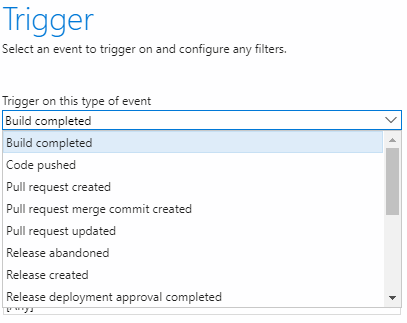 Trigger
Select an event to trigger on and configure any filters.
Trigger on this type of event
Build completed
Build completed
Code pushed
Pull request created
Pull request merge commit created
Pull request updated
Release abandoned
Release created
Release deployment approval completed
[Any]